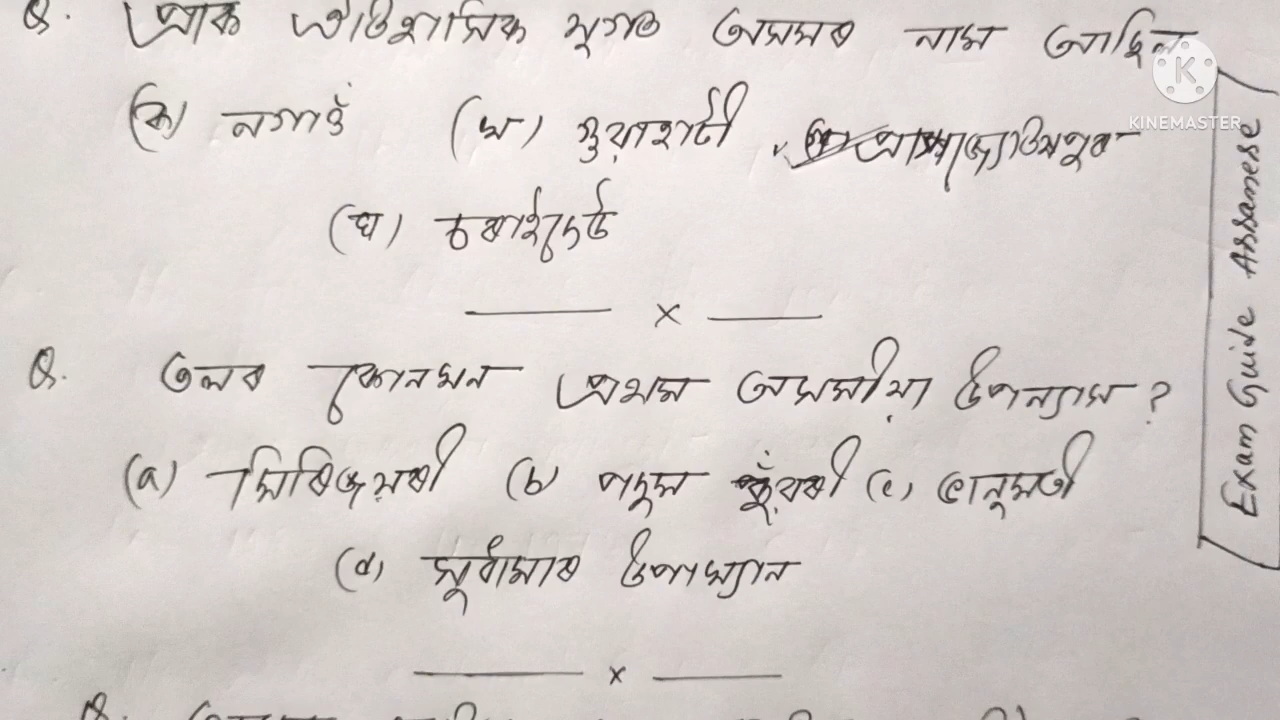 Q. প্ৰাক ঐতিহাসিক যুগত অসমৰ নাম আছিল
(ক) নগাওঁ (খ) গুৱাহাটী প্ৰাগজ্যোতিষপুৰ
(ঘ) চৰাইদেউ
x
Q. তলৰ কোনখন প্ৰথম অসমীয়া উপন্যাস ?
(a) মিৰিজীয়ৰী (b) পদুম কুঁৱৰী (c) ভানুমতী
(d) সুধৰ্মাৰ উপাখ্যান
x
Q.
KINEMASTER
Exam Guide Assamese